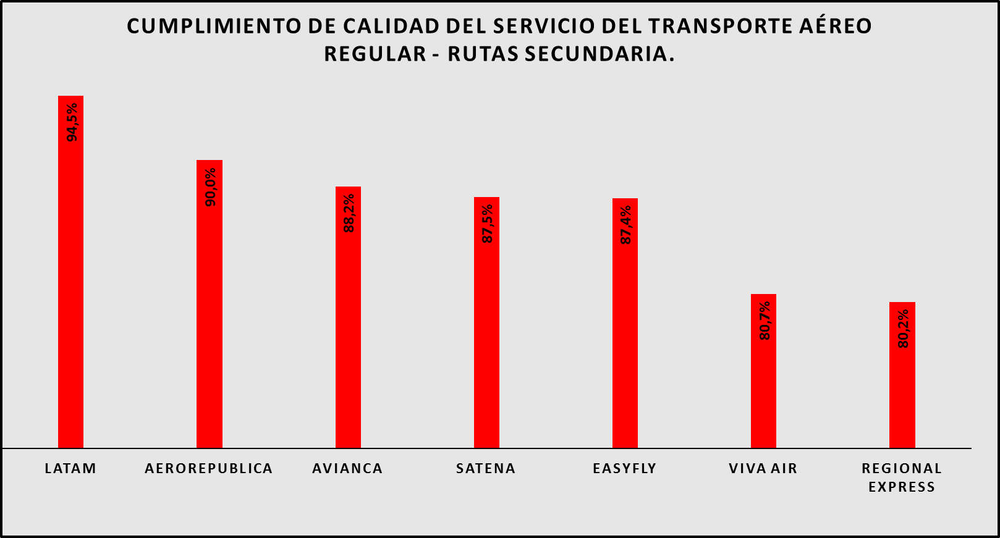 CUMPLIMIENTO DE CALIDAD DEL SERVICIO DEL TRANSPORTE AÉREO
REGULAR - RUTAS SECUNDARIA.
94,5%
90,0%
88,2%
87,5%
87,4%
80,7%
80,2%
LATAM
AEROREPUBLICA
AVIANCA
SATENA
EASYFLY
VIVA AIR
REGIONAL
EXPRESS